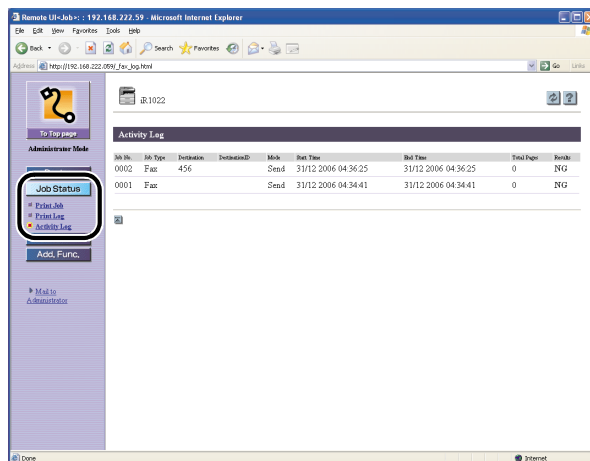 Remote UI<Job>: : 192.168.222.59 - Microsoft Internet Explorer
File Edit View Favorites Tools Help
Back Search Favorites
Address http://192.168.222.059/_fax_log.html Go Links
iR1022
To Top page
Administrator Mode
Activity Log
Job No. Job Type Destination DestinationID Mode Start Time End Time Total Pages Results
0002 Fax 456 Send 31/12 2006 04:36:25 31/12 2006 04:36:25 0 NG
0001 Fax Send 31/12 2006 04:34:41 31/12 2006 04:34:41 0 NG
Job Status
Print Job
Print Log
Activity Log
Add. Func.
Mail to
Administrator
Done Internet